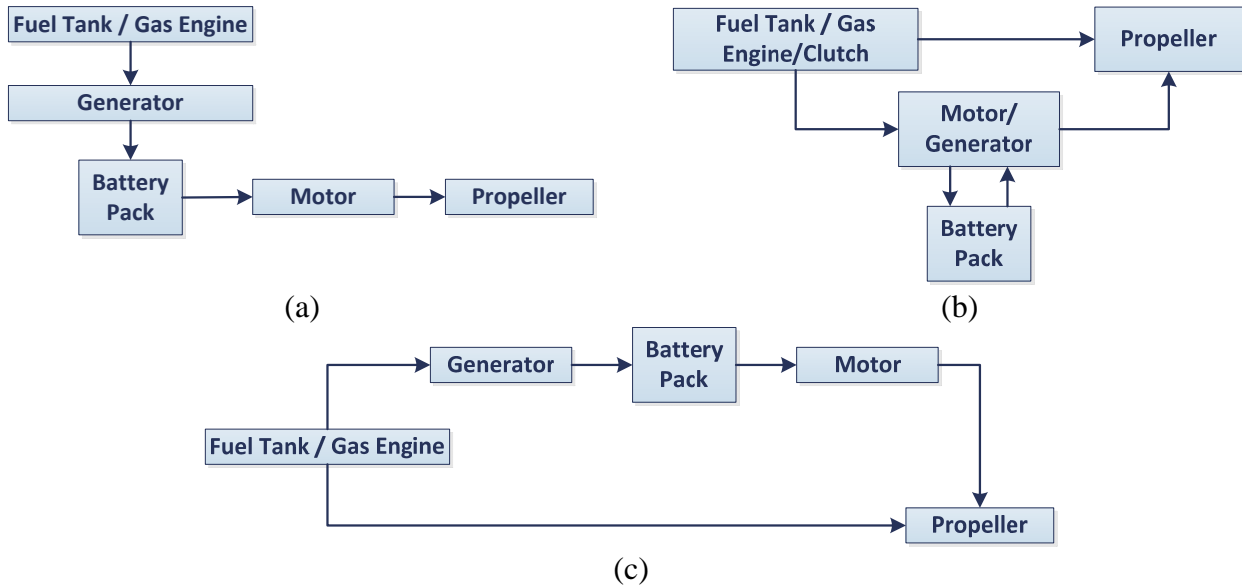 Fuel Tank / Gas Engine
Generator
Battery
Pack
Motor
Propeller
(a)
Fuel Tank / Gas
Engine/Clutch
Propeller
Motor/
Generator
Battery
Pack
(b)
Generator
Battery
Pack
Motor
Fuel Tank / Gas Engine
Propeller
(c)